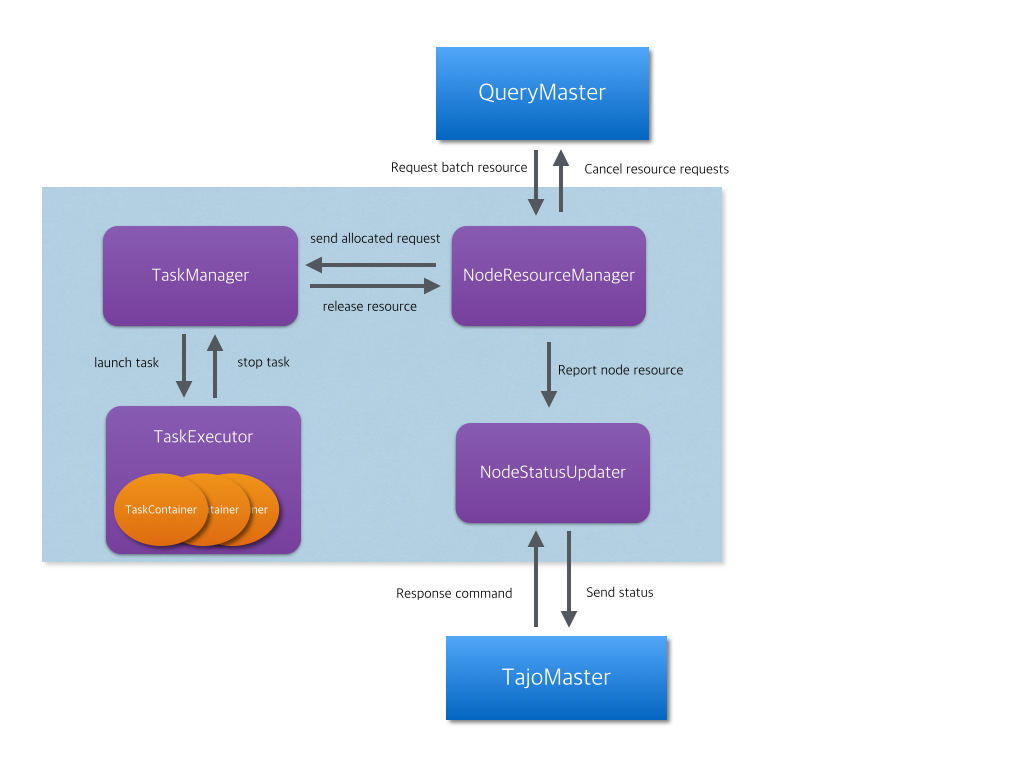 QueryMaster
Request batch resource
Cancel resource requests
send allocated request
TaskManager
NodeResourceManager
release resource
launch task
stop task
Report node resource
TaskExecutor
NodeStatusUpdater
TaskContainer
tainer
ner
Response command
Send status
TajoMaster